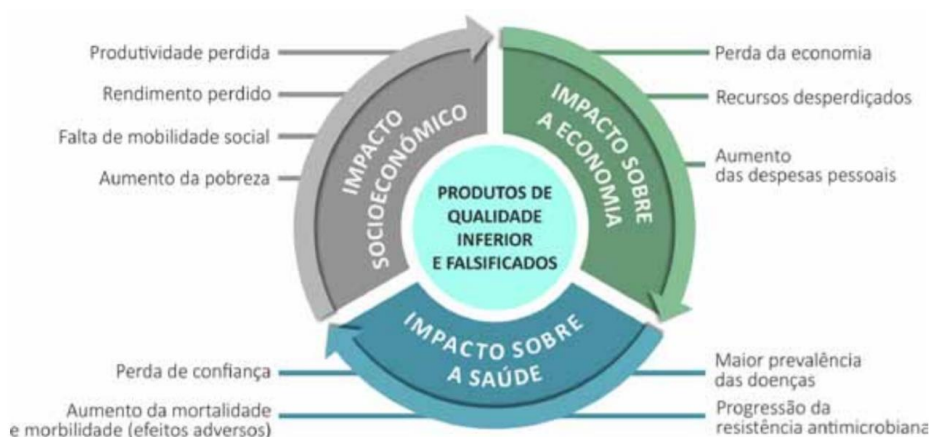 Produtividade perdida
Rendimento perdido
Falta de mobilidade social
Aumento da pobreza
IMPACTO
SOCIOECONÔMICO
IMPACTO SOBRE
A ECONOMIA
Perda da economia
Recursos desperdiçados
Aumento
das despesas pessoais
PRODUTOS DE
QUALIDADE
INFERIOR
E FALSIFICADOS
IMPACTO SOBRE
A SAÚDE
Perda de confiança
Aumento da mortalidade
e morbilidade (efeitos adversos)
Maior prevalência
das doenças
Progressão da
resistência antimicrobiana